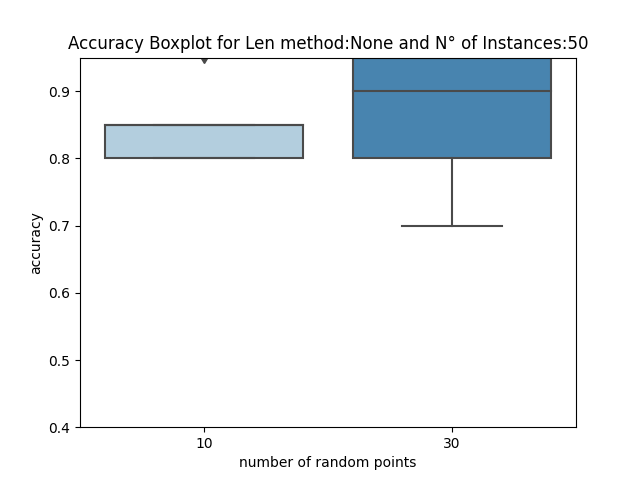 Accuracy Boxplot for Len method:None and N° of Instances:50
0.9
0.8
0.7
0.6
0.5
0.4
accuracy
10 30
number of random points